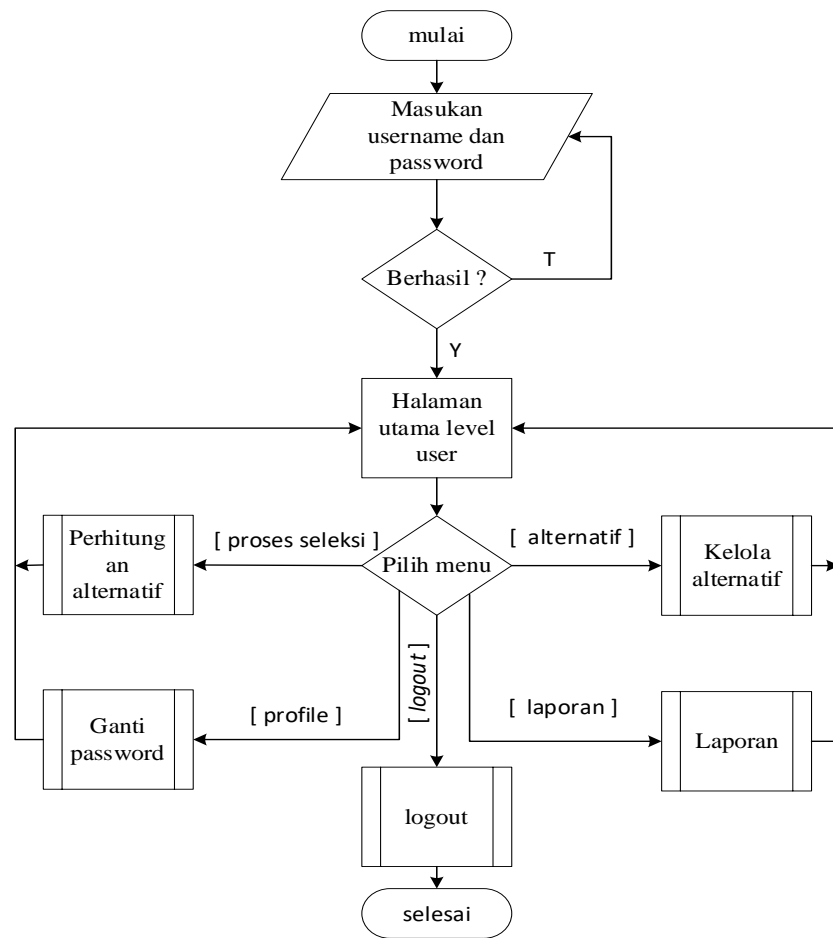 mulai
Masukan
username dan
password
Berhasil ?
T
Y
Halaman
utama level
user
Perhitung
an
alternatif
[ proses seleksi ]
Pilih menu
[ alternatif ]
Kelola
alternatif
Ganti
password
[ profile ]
[ logout ]
[ laporan ]
Laporan
logout
selesai